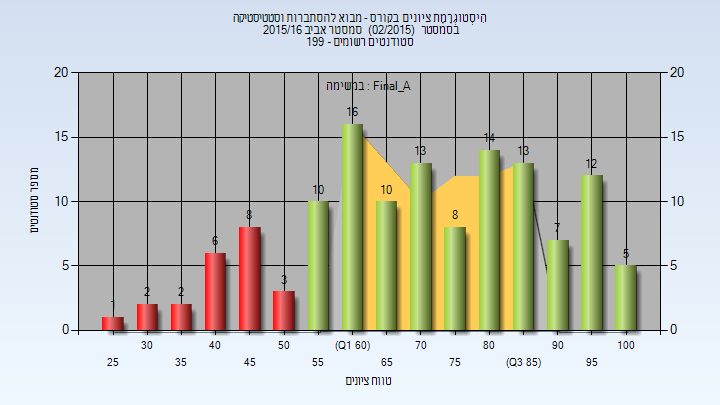 הִיסְטוֹגְרָמַת ציונים בקורס - מבוא להסתברות וסטטיסטיקה
בסמסטר (02/2015) סמסטר אביב 2015/16
סטודנטים רשומים - 199
במשימה : Final_A
20 20
15 15
10 10
5 5
0 0
מספר סטודנטים
1 2 2 6 8 3 10 16 10 13 8 14 13 7 12 5
30 40 50 (Q1 60) 70 80 90 100
25 35 45 55 65 75 (Q3 85) 95
טווח ציונים